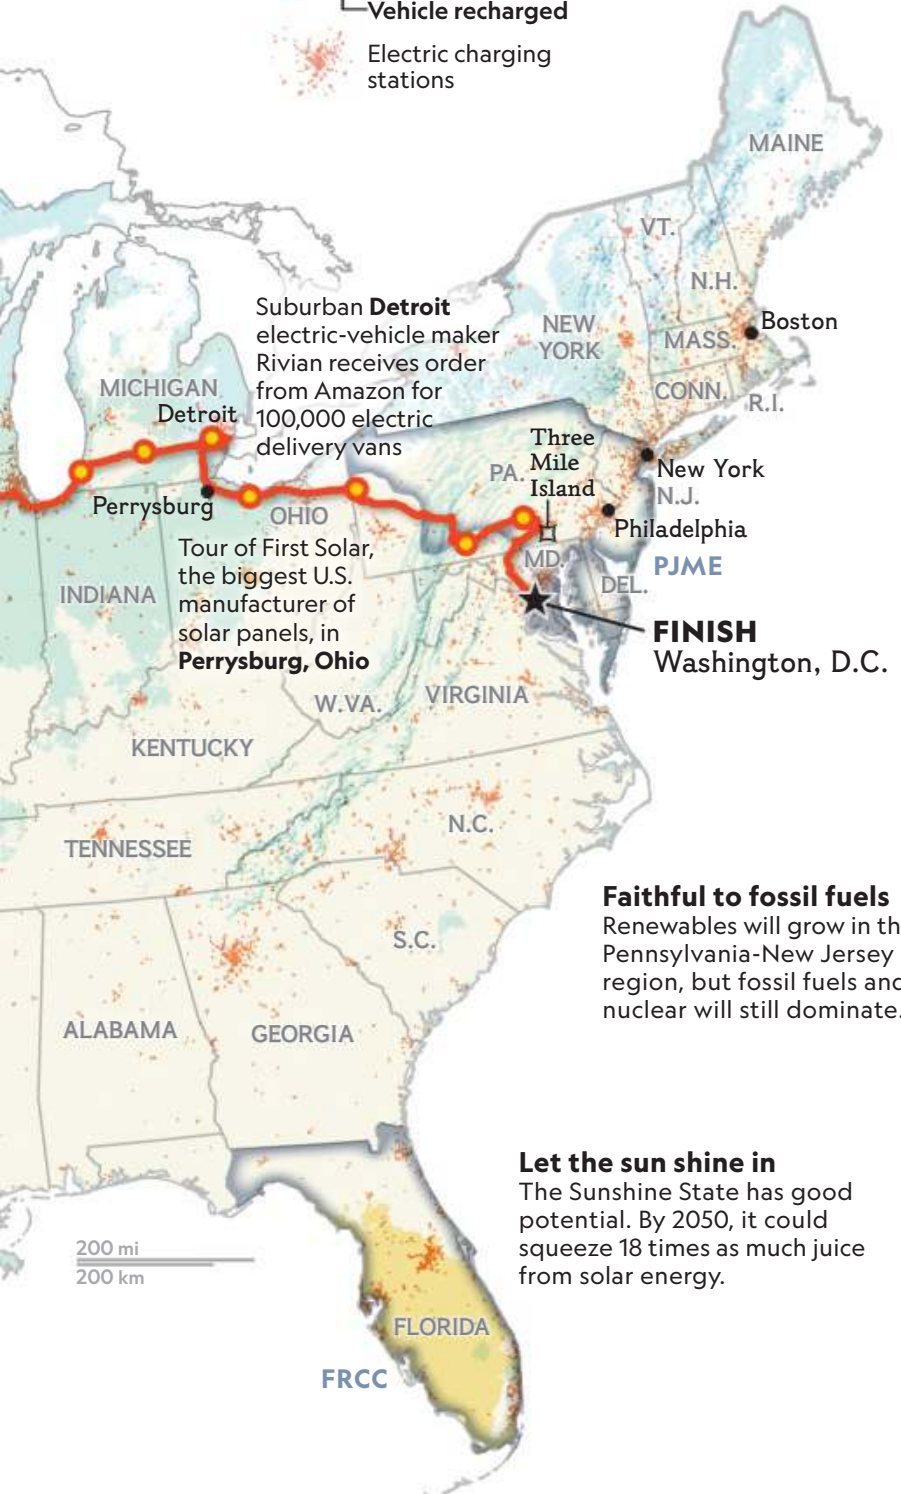 Vehicle recharged
Electric charging
stations
MAINE
VT.
N.H.
Boston
NEW
YORK
MASS.
CONN.
R.I.
Suburban Detroit
electric-vehicle maker
Rivian receives order
from Amazon for
100,000 electric
delivery vans
MICHIGAN
Detroit
Three
Mile
Island
PA.
New York
N.J.
Perrysburg
OHIO
Philadelphia
Tour of First Solar,
the biggest U.S.
manufacturer of
solar panels, in
Perrysburg, Ohio
MD.
PJME
DEL.
INDIANA
FINISH
Washington, D.C.
W.VA.
VIRGINIA
KENTUCKY
N.C.
TENNESSEE
Faithful to fossil fuels
Renewables will grow in th
Pennsylvania-New Jersey
region, but fossil fuels and
nuclear will still dominate.
S.C.
ALABAMA
GEORGIA
Let the sun shine in
The Sunshine State has good
potential. By 2050, it could
squeeze 18 times as much juice
from solar energy.
200 mi
200 km
FLORIDA
FRCC